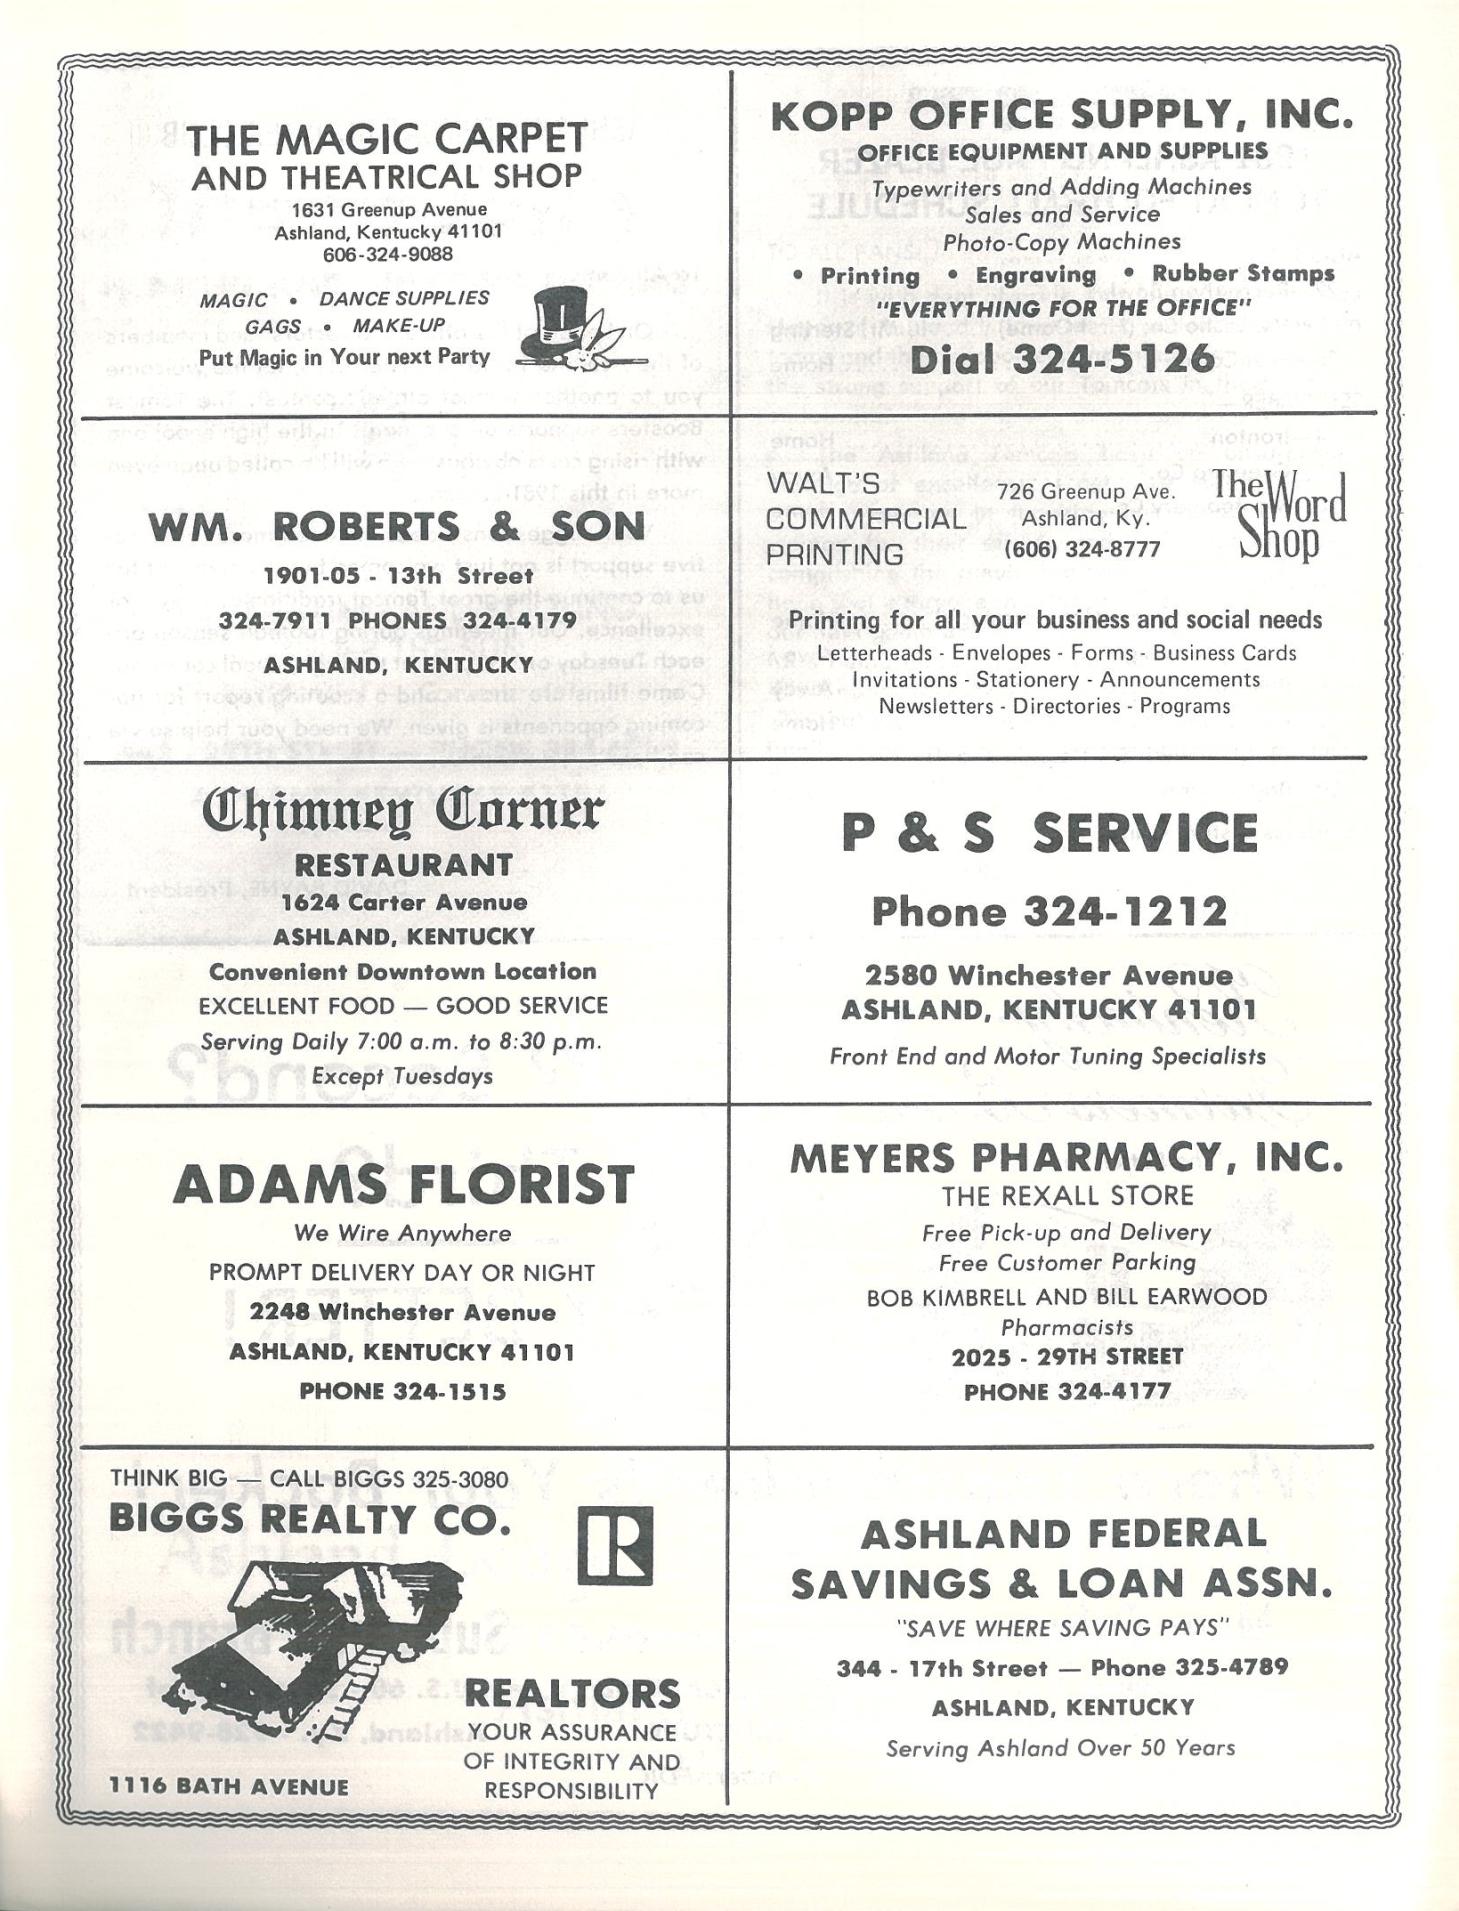 THE MAGIC CARPET
AND THEATRICAL SHOP
1631 Greenup Avenue
Ashland, Kentucky 41101
606-324-9088
MAGIC • DANCE SUPPLIES
GAGS • MAKE-UP
Put Magic in Your next Party
KOPP OFFICE SUPPLY, INC.
OFFICE EQUIPMENT AND SUPPLIES
Typewriters and Adding Machines
Sales and Service
Photo-Copy Machines
• Printing • Engraving • Rubber Stamps
"EVERYTHING FOR THE OFFICE"
Dial 324-5126
WM. ROBERTS & SON
1901-05 - 13th Street
324-7911 PHONES 324-4179
ASHLAND, KENTUCKY
WALT'S
COMMERCIAL
PRINTING
726 Greenup Ave.
Ashland, Ky.
(606) 324-8777
The Word
Shop
Printing for all your business and social needs
Letterheads - Envelopes - Forms - Business Cards
Invitations - Stationery - Announcements
Newsletters - Directories - Programs
Chimney Corner
RESTAURANT
1624 Carter Avenue
ASHLAND, KENTUCKY
Convenient Downtown Location
EXCELLENT FOOD — GOOD SERVICE
Serving Daily 7:00 a.m. to 8:30 p.m.
Except Tuesdays
P & S SERVICE
Phone 324-1212
2580 Winchester Avenue
ASHLAND, KENTUCKY 41101
Front End and Motor Tuning Specialists
ADAMS FLORIST
We Wire Anywhere
PROMPT DELIVERY DAY OR NIGHT
2248 Winchester Avenue
ASHLAND, KENTUCKY 41101
PHONE 324-1515
MEYERS PHARMACY, INC.
THE REXALL STORE
Free Pick-up and Delivery
Free Customer Parking
BOB KIMBRELL AND BILL EARWOOD
Pharmacists
2025 - 29TH STREET
PHONE 324-4177
THINK BIG — CALL BIGGS 325-3080
BIGGS REALTY CO.
R
REALTORS
YOUR ASSURANCE
OF INTEGRITY AND
RESPONSIBILITY
1116 BATH AVENUE
ASHLAND FEDERAL
SAVINGS & LOAN ASSN.
"SAVE WHERE SAVING PAYS"
344 - 17th Street — Phone 325-4789
ASHLAND, KENTUCKY
Serving Ashland Over 50 Years